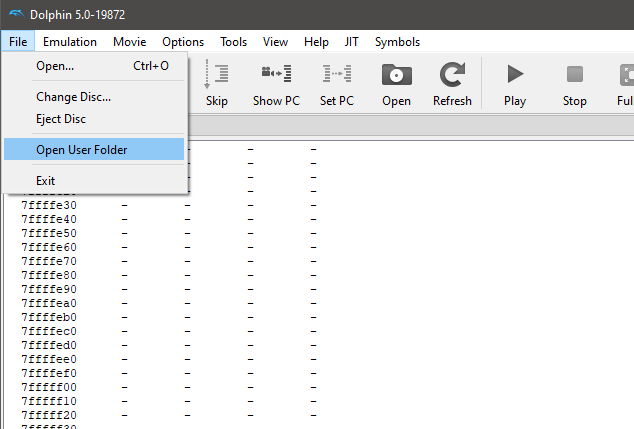 Dolphin 5.0-19872
File Emulation Movie Options Tools View Help JIT Symbols
Open... Ctrl+O
Change Disc...
Eject Disc
Open User Folder
Exit
Skip Show PC Set PC Open Refresh Play Stop Ful
- - - -
- -
- -
7ffffe30 - - - -
7ffffe40 - - - -
7ffffe50 - - - -
7ffffe60 - - - -
7ffffe70 - - - -
7ffffe80 - - - -
7ffffe90 - - - -
7ffffea0 - - - -
7ffffeb0 - - - -
7ffffec0 - - - -
7ffffed0 - - - -
7ffffee0 - - - -
7ffffef0 - - - -
7fffff00 - - - -
7fffff10 - - - -
7fffff20 - - - -
7fffff30